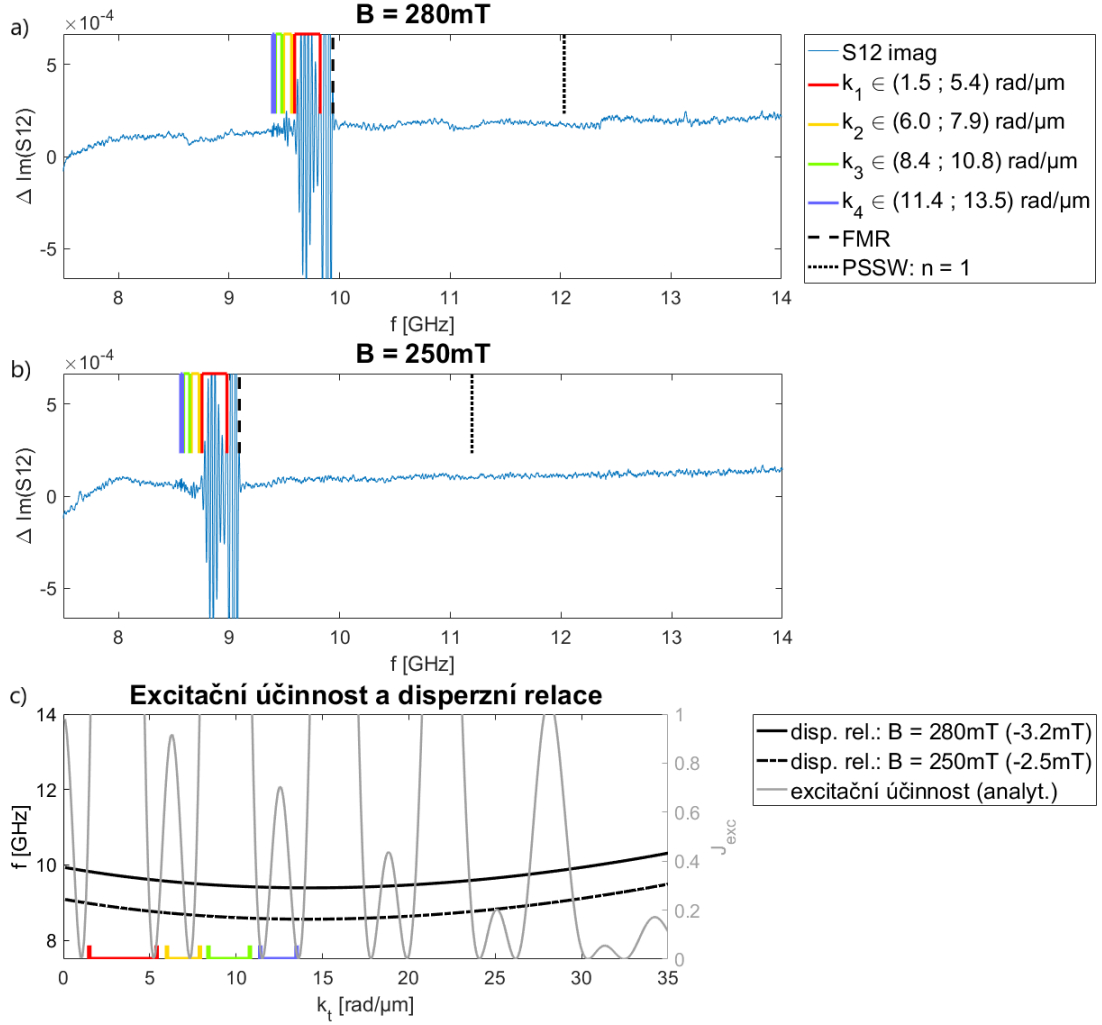 a)
B = 280mT
×10⁻⁴
5
0
-5
Δ Im(S12)
8 9 10 11 12 13 14
f [GHz]
S12 imag
k₁ ∈ (1.5 ; 5.4) rad/µm
k₂ ∈ (6.0 ; 7.9) rad/µm
k₃ ∈ (8.4 ; 10.8) rad/µm
k₄ ∈ (11.4 ; 13.5) rad/µm
FMR
PSSW: n = 1
b)
B = 250mT
×10⁻⁴
5
0
-5
Δ Im(S12)
8 9 10 11 12 13 14
f [GHz]
c)
Excitační účinnost a disperzní relace
14
12
10
8
f [GHz]
1
0.8
0.6
0.4
0.2
0
J_exc
0 5 10 15 20 25 30 35
k_t [rad/µm]
disp. rel.: B = 280mT (-3.2mT)
disp. rel.: B = 250mT (-2.5mT)
excitační účinnost (analyt.)